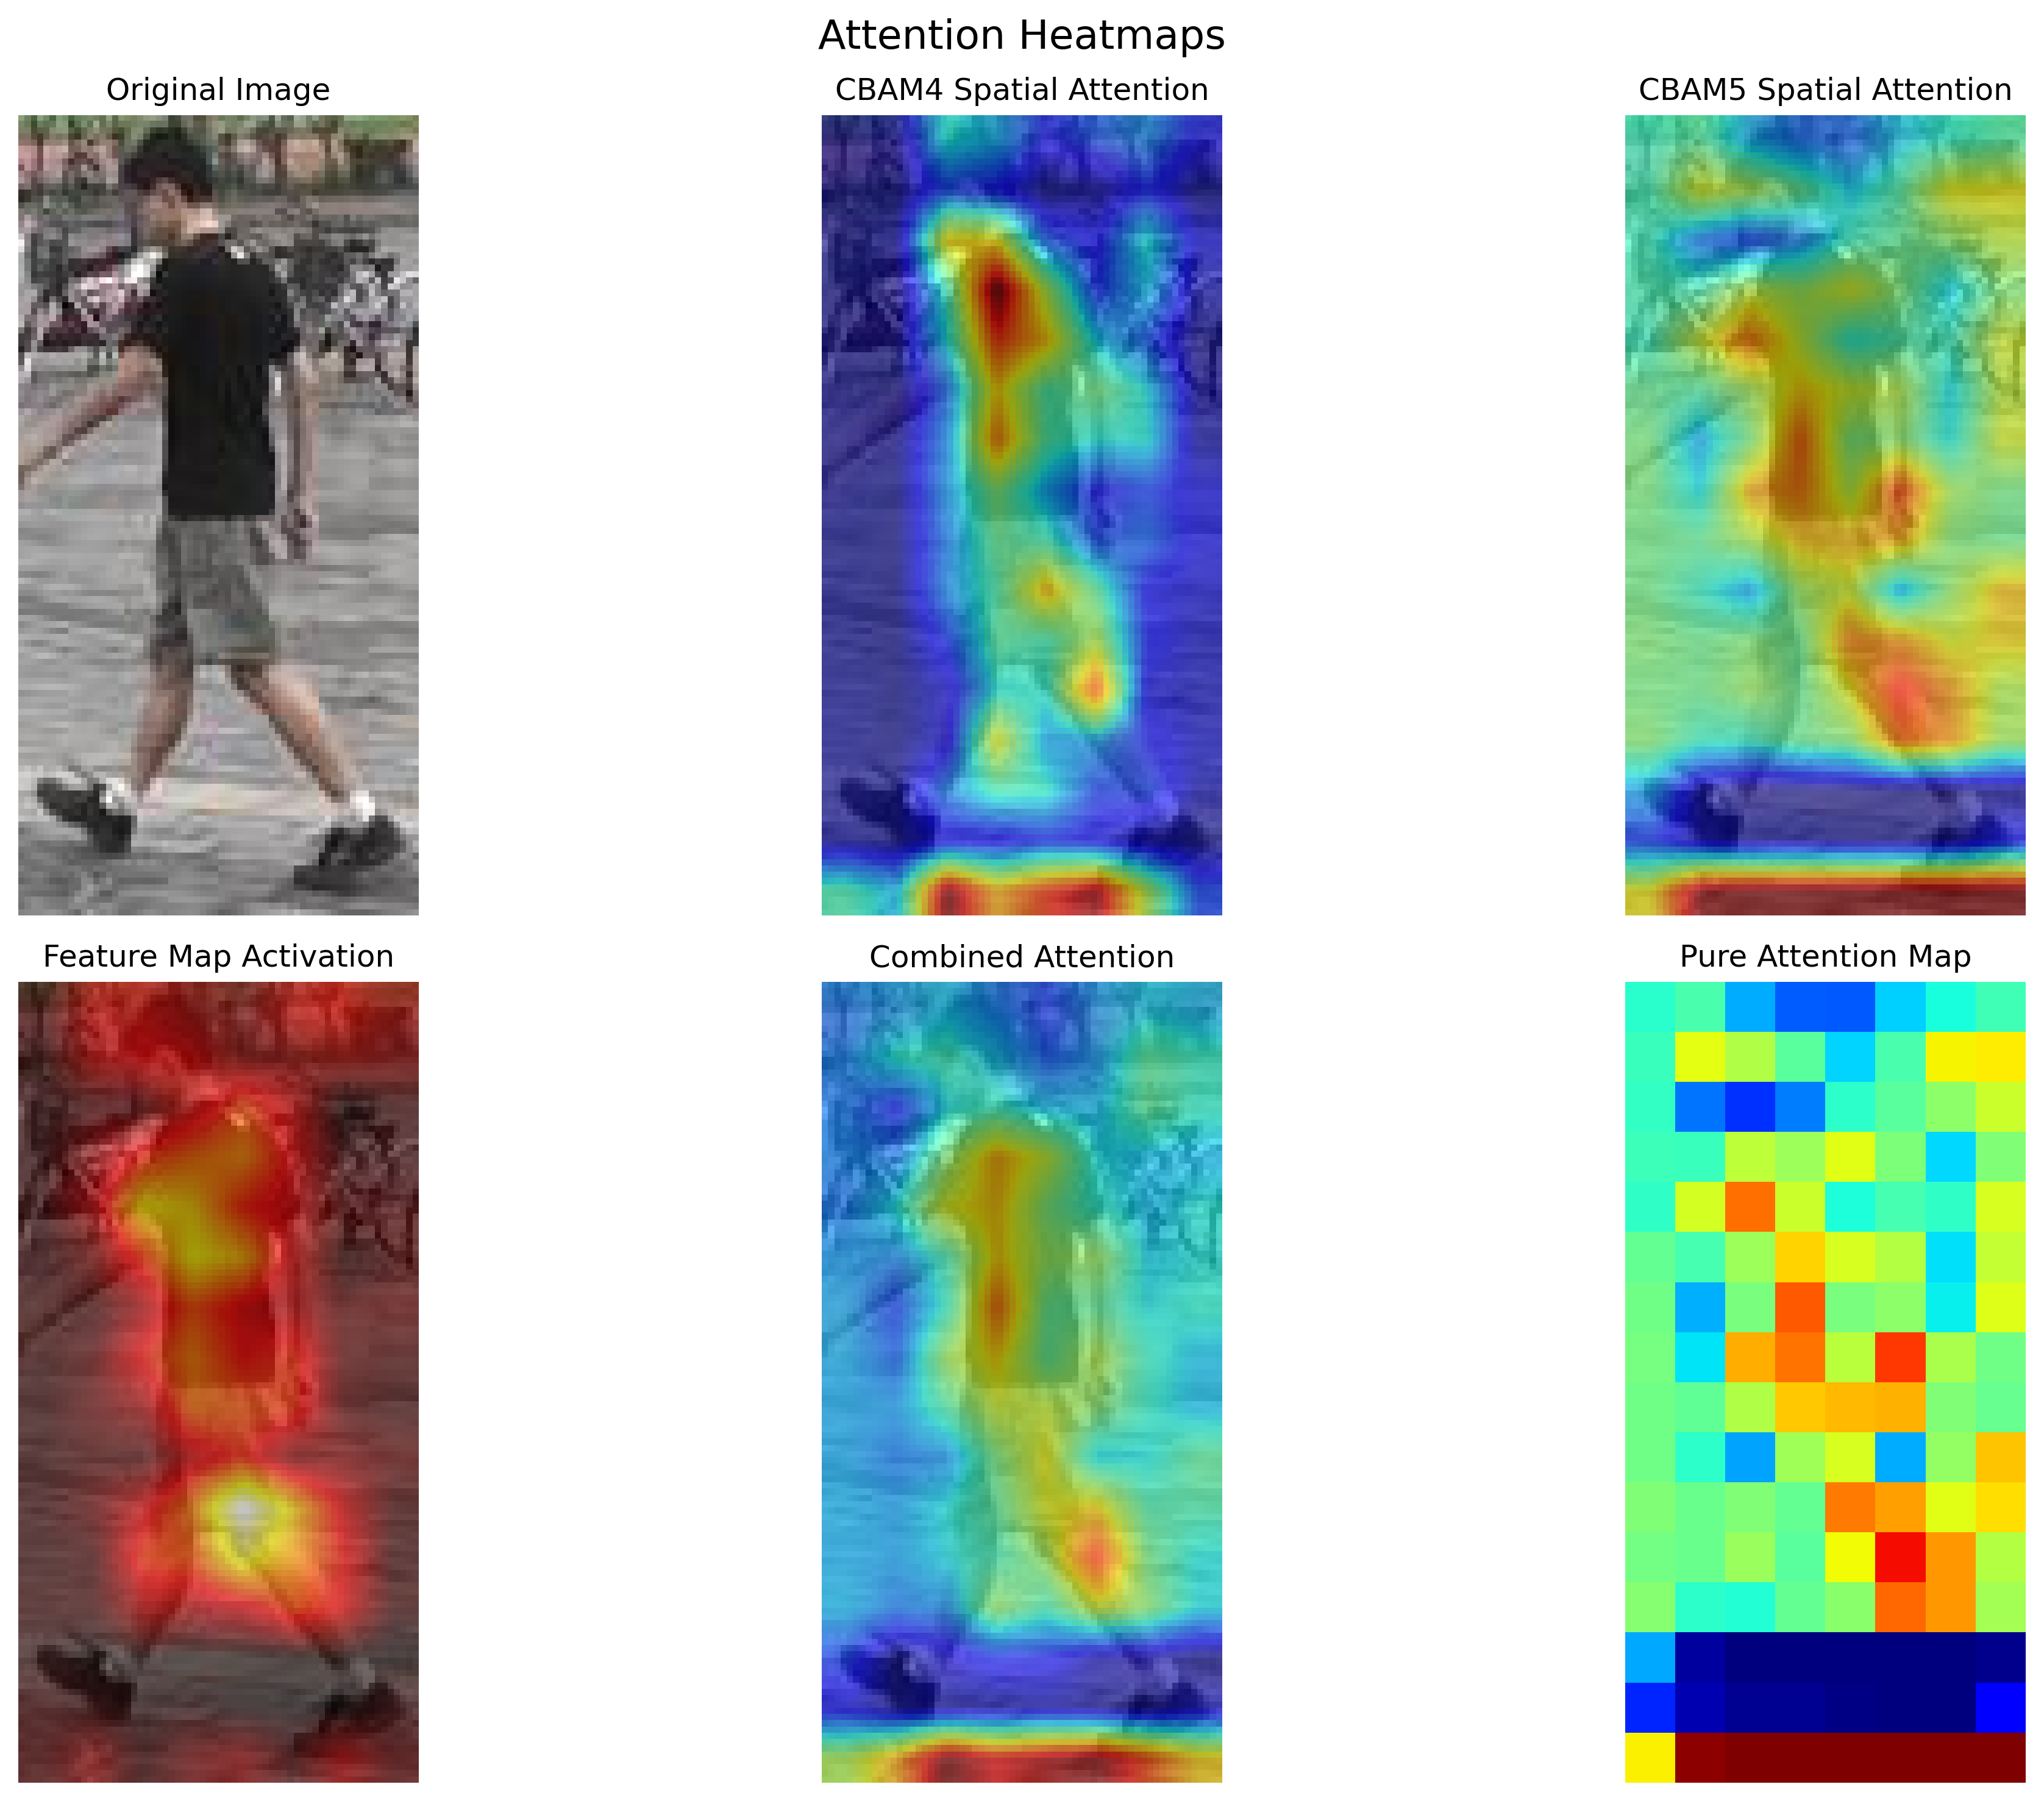 Attention Heatmaps
Original Image
CBAM4 Spatial Attention
CBAM5 Spatial Attention
Feature Map Activation
Combined Attention
Pure Attention Map